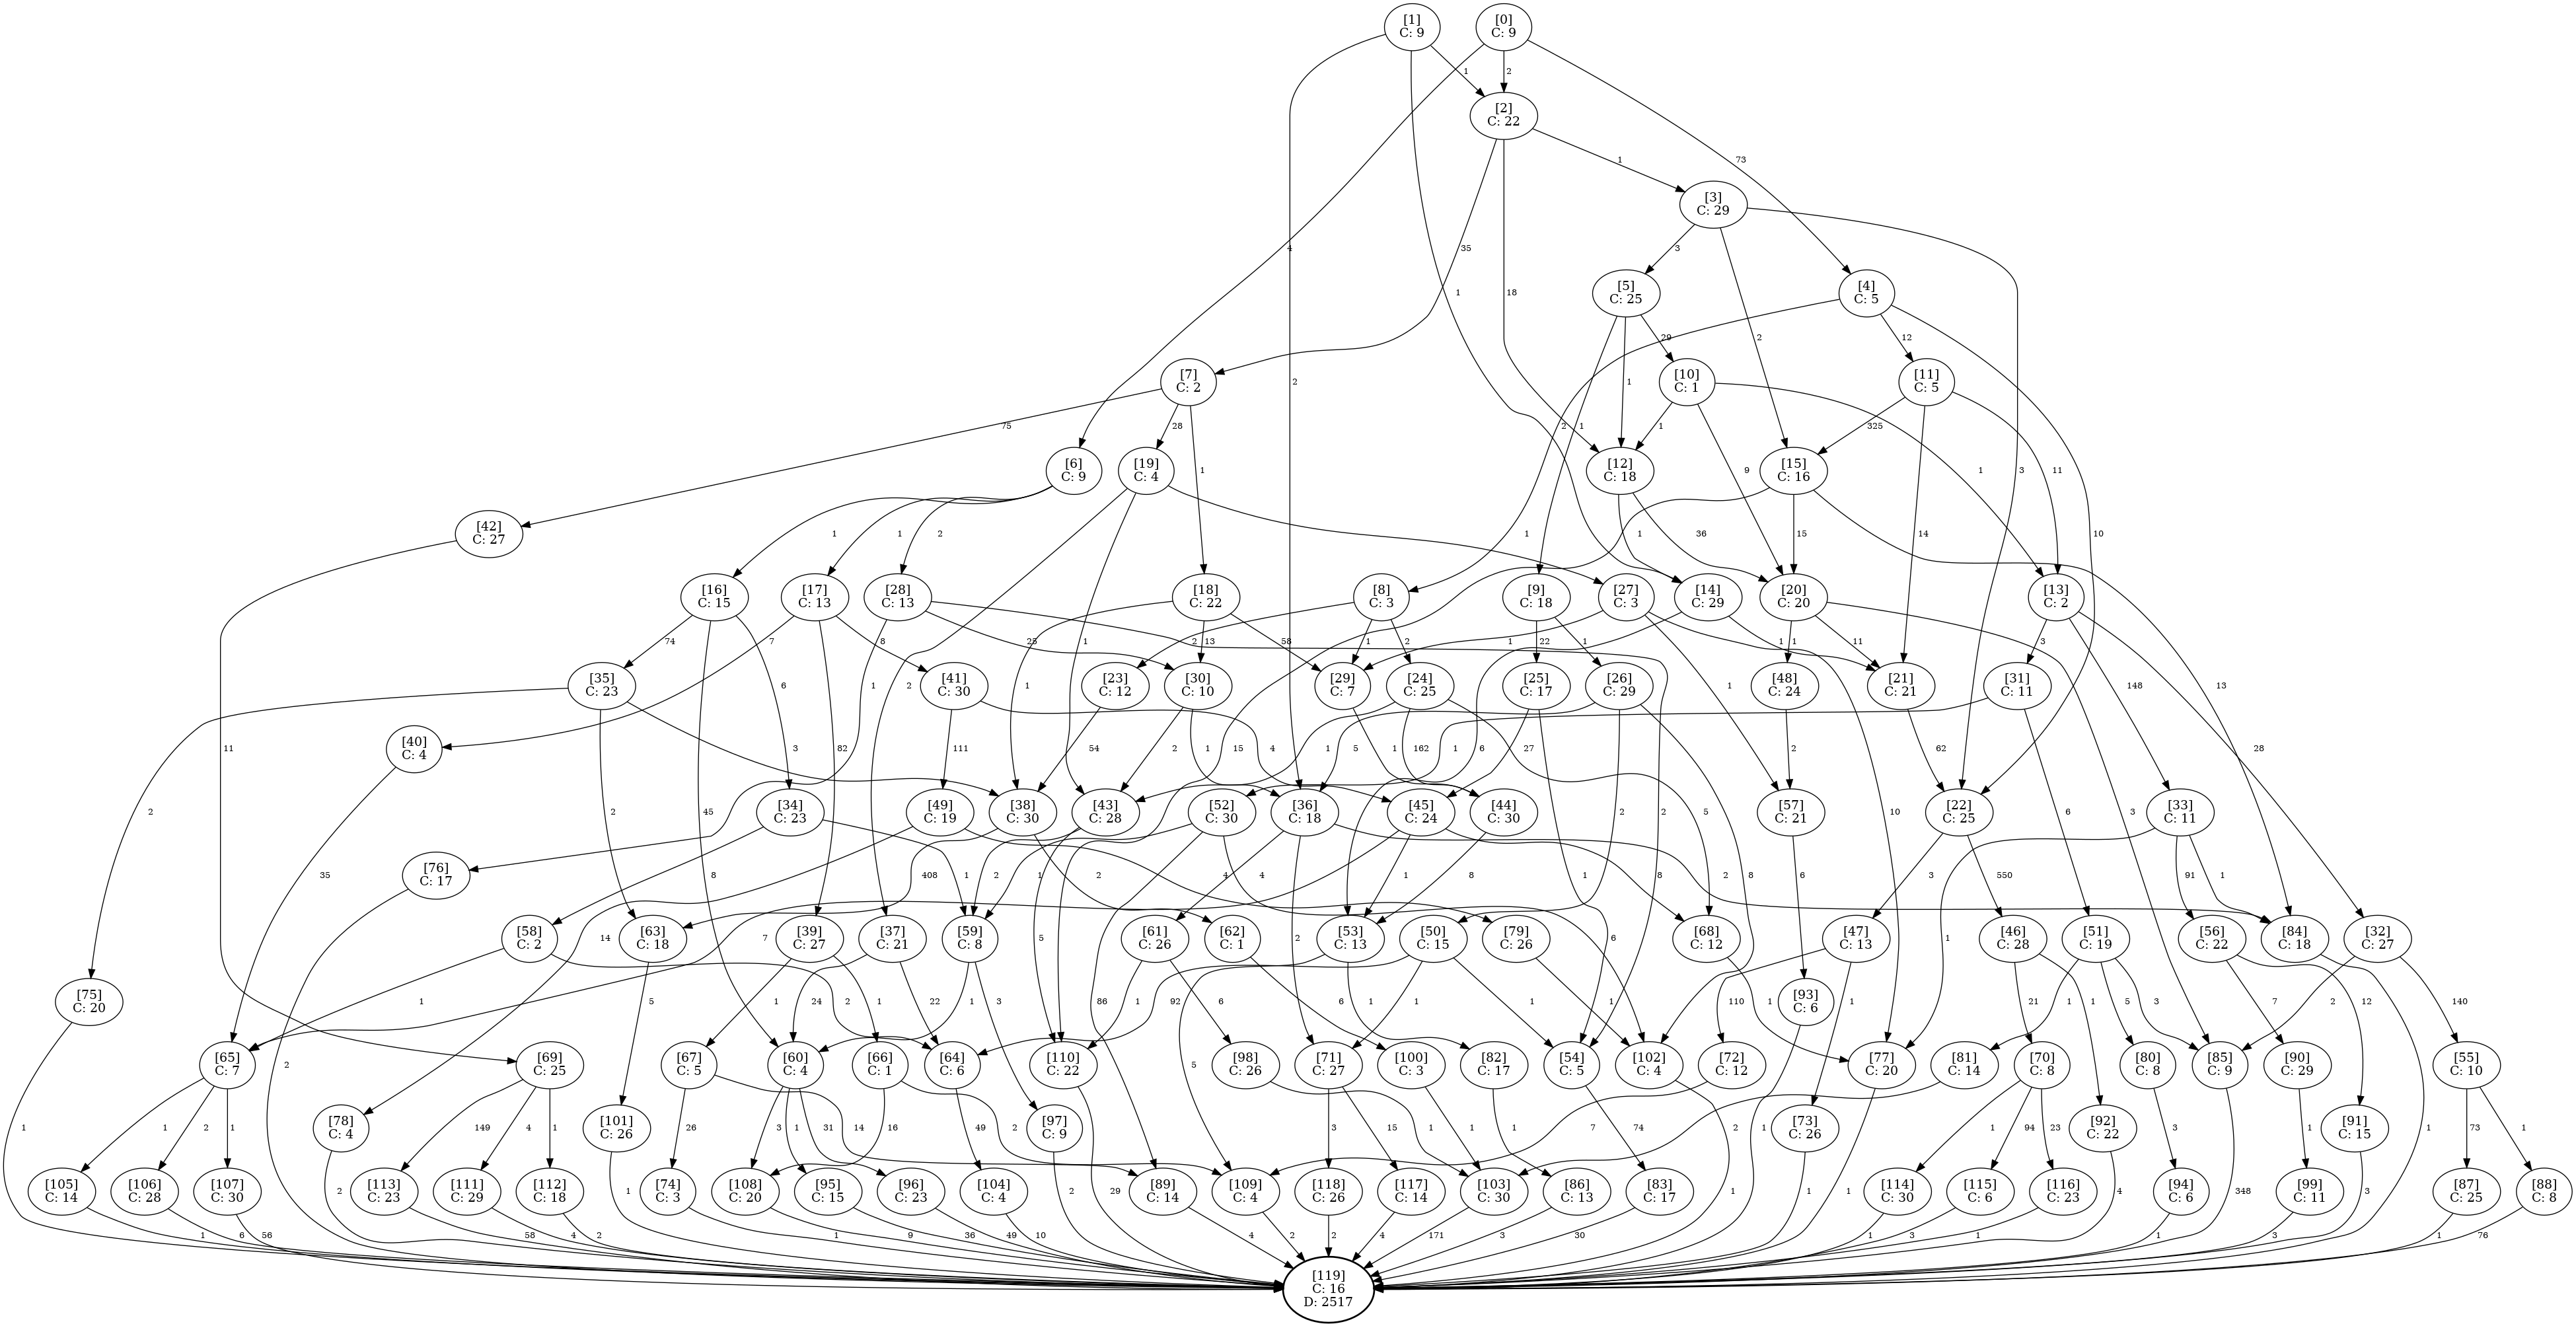 [1]
C: 9
[0]
C: 9
1
2
[2]
C: 22
4
73
1
[3]
C: 29
35
18
1
3
[5]
C: 25
[4]
C: 5
2
2
29
12
[7]
C: 2
[10]
C: 1
[11]
C: 5
1
3
10
75
28
1
2
1
1
9
1
325
14
11
[6]
C: 9
[19]
C: 4
[12]
C: 18
[15]
C: 16
[42]
C: 27
1
1
2
1
1
36
15
[16]
C: 15
[17]
C: 13
[28]
C: 13
[18]
C: 22
[8]
C: 3
[9]
C: 18
[27]
C: 3
[14]
C: 29
[20]
C: 20
[13]
C: 2
74
7
8
25
2
13
58
1
1
2
1
22
1
1
1
11
3
[35]
C: 23
6
1
[41]
C: 30
2
1
[23]
C: 12
[30]
C: 10
[29]
C: 7
[24]
C: 25
[25]
C: 17
[26]
C: 29
1
[48]
C: 24
[21]
C: 21
[31]
C: 11
148
13
11
[40]
C: 4
3
82
111
4
54
1
2
15
1
1
162
5
1
6
27
2
62
28
2
[34]
C: 23
[49]
C: 19
[38]
C: 30
[43]
C: 28
[52]
C: 30
[36]
C: 18
[45]
C: 24
[44]
C: 30
5
2
10
[57]
C: 21
[22]
C: 25
[33]
C: 11
2
45
3
6
35
[76]
C: 17
8
1
408
2
2
1
4
4
1
8
8
2
8
6
3
550
91
1
[58]
C: 2
[63]
C: 18
[39]
C: 27
[37]
C: 21
[59]
C: 8
[61]
C: 26
[62]
C: 1
[53]
C: 13
[50]
C: 15
[79]
C: 26
[68]
C: 12
[47]
C: 13
[46]
C: 28
[51]
C: 19
[56]
C: 22
[84]
C: 18
[32]
C: 27
14
7
5
2
6
1
1
[75]
C: 20
1
2
5
1
1
24
22
1
3
86
1
6
6
92
1
1
1
1
1
[93]
C: 6
110
1
21
1
1
5
3
7
12
2
140
[65]
C: 7
[69]
C: 25
[67]
C: 5
[60]
C: 4
[66]
C: 1
[64]
C: 6
[110]
C: 22
[98]
C: 26
[71]
C: 27
[100]
C: 3
[82]
C: 17
[54]
C: 5
[102]
C: 4
[72]
C: 12
[77]
C: 20
[81]
C: 14
[70]
C: 8
[80]
C: 8
[85]
C: 9
[90]
C: 29
[55]
C: 10
2
5
1
1
2
1
[78]
C: 4
149
4
1
[101]
C: 26
26
14
3
1
31
16
2
[97]
C: 9
49
1
3
15
1
1
74
7
2
1
[73]
C: 26
1
94
23
[92]
C: 22
3
1
[91]
C: 15
73
1
1
[105]
C: 14
[106]
C: 28
[107]
C: 30
[113]
C: 23
[111]
C: 29
[112]
C: 18
[74]
C: 3
[108]
C: 20
[95]
C: 15
[96]
C: 23
[104]
C: 4
[89]
C: 14
[109]
C: 4
[118]
C: 26
[117]
C: 14
[103]
C: 30
[86]
C: 13
[83]
C: 17
[114]
C: 30
[115]
C: 6
[116]
C: 23
[94]
C: 6
[99]
C: 11
[87]
C: 25
[88]
C: 8
1
6
56
2
58
4
2
1
1
9
36
49
10
2
29
4
2
2
4
171
3
30
1
1
1
1
3
1
4
1
348
3
3
1
1
76
[119]
C: 16
D: 2517